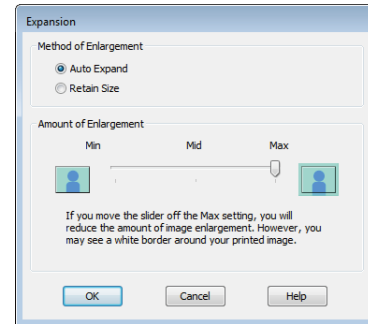 Expansion
Method of Enlargement
Auto Expand
Retain Size
Amount of Enlargement
Min Mid Max
If you move the slider off the Max setting, you will
reduce the amount of image enlargement. However, you
may see a white border around your printed image.
OK Cancel Help